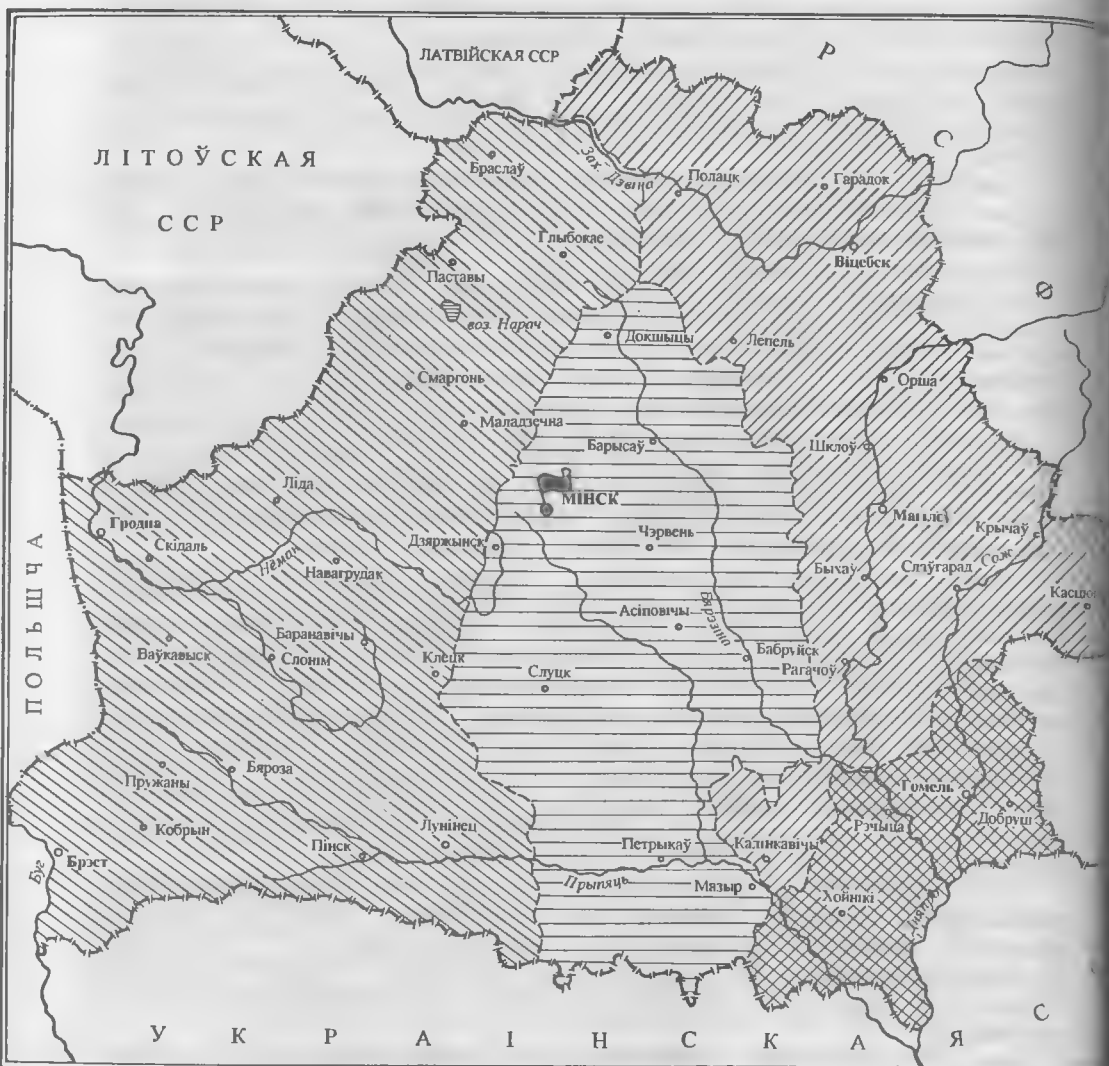 ЛАТВІЙСКАЯ ССР
Р
С
Ф
С
ЛІТОЎСКАЯ
ССР
Браслаў
Зах. Дзвіна
Полацк
Гарадок
Глыбокае
Віцебск
Паставы
воз. Нарач
Докшыцы
Лепель
Смаргонь
Орша
Маладзечна
Барысаў
Шклоў
МІНСК
Ліда
Гродна
Скідаль
Нёман
Навагрудак
Дзяржынск
Чэрвень
Магілёў
Крычаў
Быхаў
Слаўгарад
Сож
Асіповічы
Бярэзіна
ПОЛЬШЧА
Ваўкавыск
Баранавічы
Слонім
Клецк
Слуцк
Бабруйск
Рагачоў
Пружаны
Бяроза
Гомель
Кобрын
Лунінец
Рэчыца
Добруш
Брэст
Буг
Пінск
Петрыкаў
Калінкавічы
Прыпяць
Мазыр
Хойнікі
УКРАІНСКАЯ